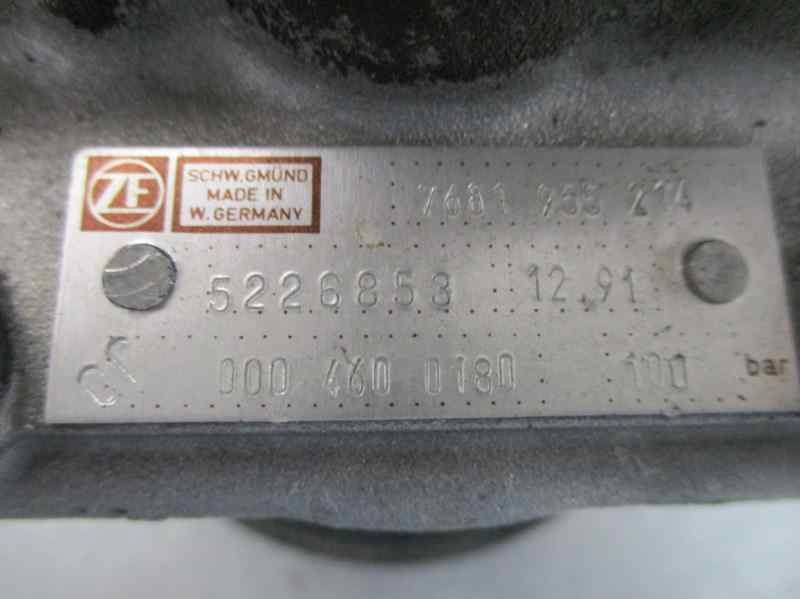 ZF
SCHW.GMÜND
MADE IN
W. GERMANY
7681 955 214
5226853 12.91
000 460 0180 100 bar